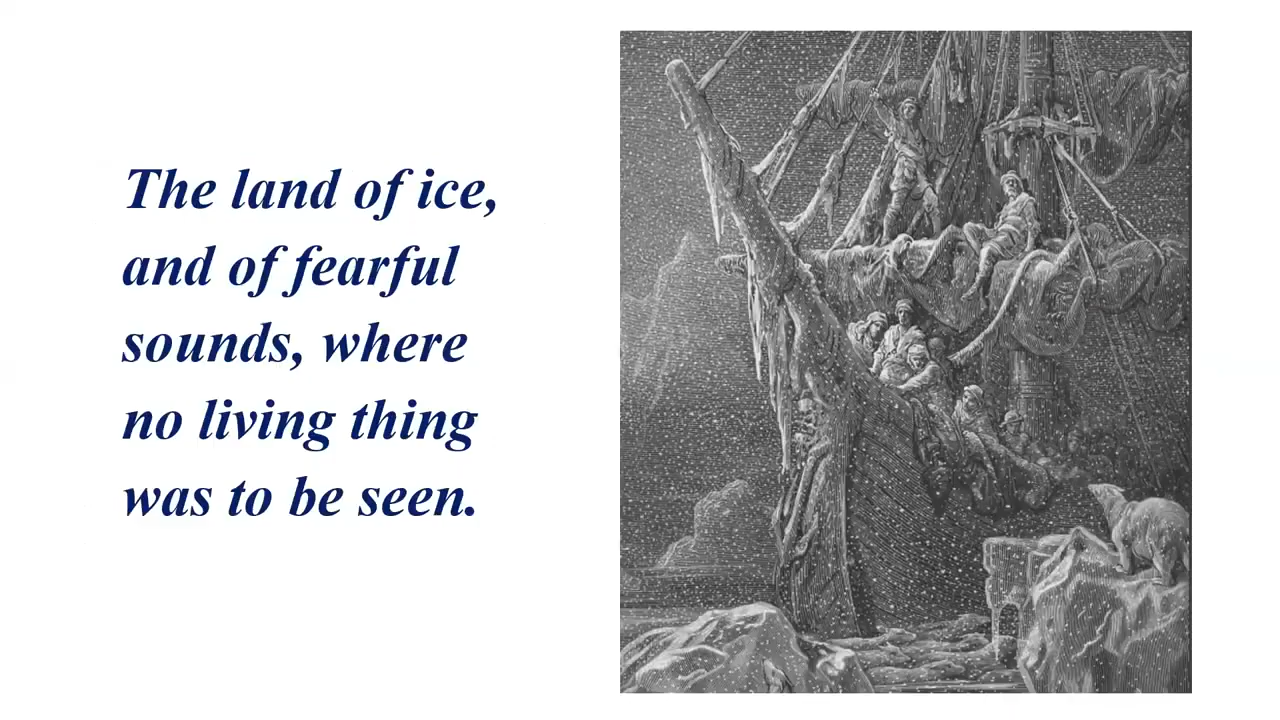 The land of ice,
and of fearful
sounds, where
no living thing
was to be seen.